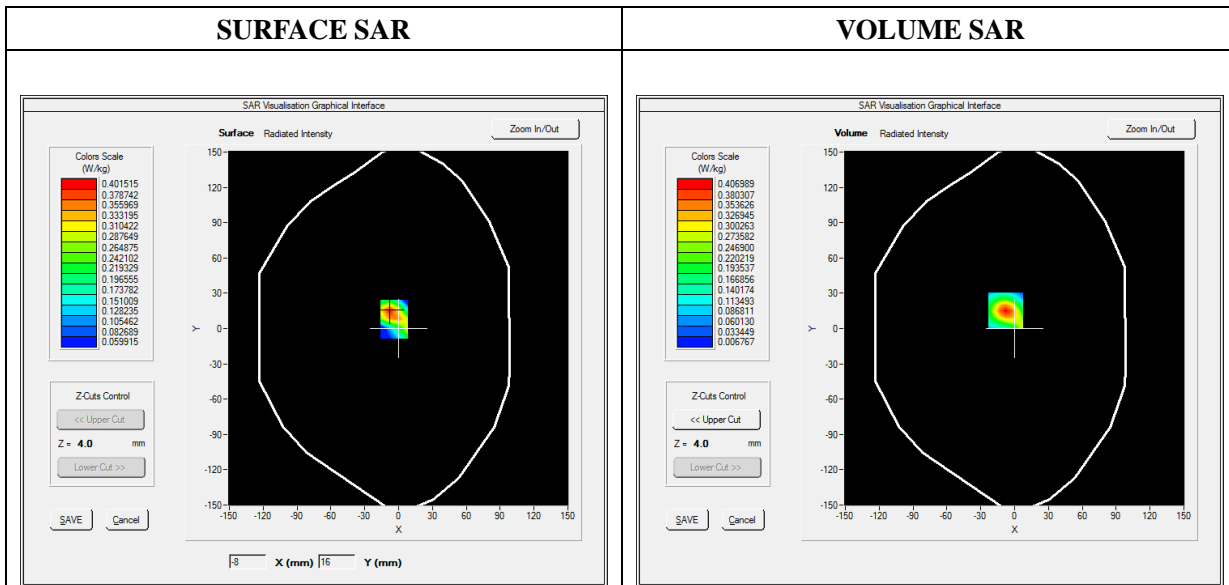 SURFACE SAR
VOLUME SAR
SAR Visualisation Graphical Interface
Surface Radiated Intensity
Zoom In/Out
Colors Scale
(W/kg)
0.401515
0.378742
0.355969
0.333195
0.310422
0.287649
0.264875
0.242102
0.219329
0.196555
0.173782
0.151009
0.128235
0.105462
0.082689
0.059915
Z-Cuts Control
<< Upper Cut
Z = 4.0 mm
Lower Cut >>
SAVE Cancel
150
120
90
60
30
0
-30
-60
-90
-120
-150
Y
-150 -120 -90 -60 -30 0 30 60 90 120 150
X
-8 X (mm) 16 Y (mm)
SAR Visualisation Graphical Interface
Volume Radiated Intensity
Zoom In/Out
Colors Scale
(W/kg)
0.406989
0.380307
0.353626
0.326945
0.300263
0.273582
0.246900
0.220219
0.193537
0.166856
0.140174
0.113493
0.086811
0.060130
0.033449
0.006767
Z-Cuts Control
<< Upper Cut
Z = 4.0 mm
Lower Cut >>
SAVE Cancel
150
120
90
60
30
0
-30
-60
-90
-120
-150
Y
-150 -120 -90 -60 -30 0 30 60 90 120 150
X